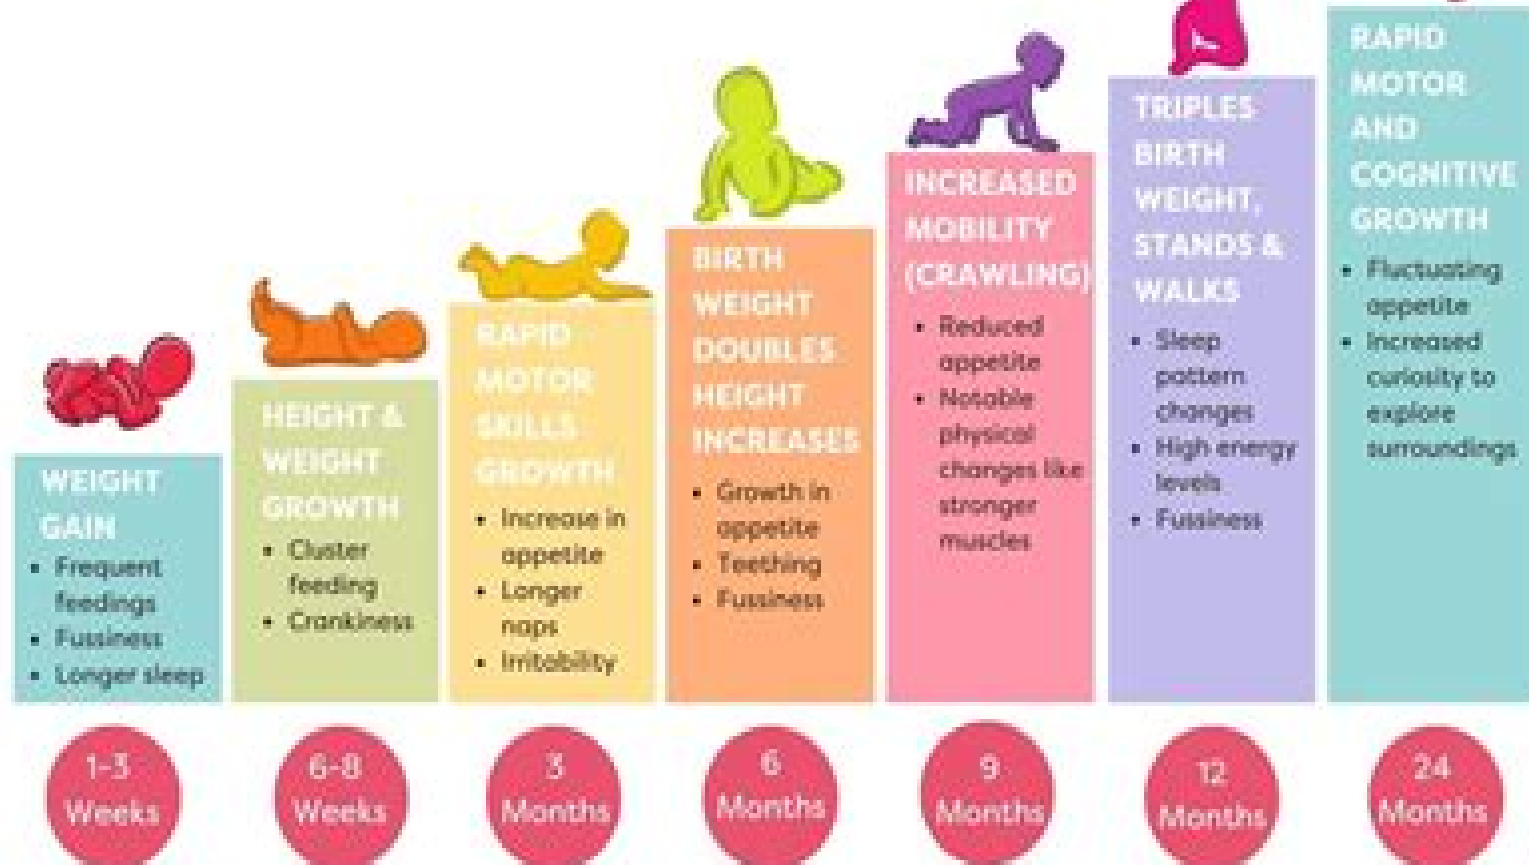 WEIGHT
GAIN
• Frequent
feedings
• Fussiness
• Longer sleep
1-3
Weeks
HEIGHT &
WEIGHT
GROWTH
• Cluster
feeding
• Crankiness
6-8
Weeks
RAPID
MOTOR
SKILLS
GROWTH
• Increase in
appetite
• Longer
naps
• Irritability
3
Months
BIRTH
WEIGHT
DOUBLES
HEIGHT
INCREASES
• Growth in
appetite
• Teething
• Fussiness
6
Months
INCREASED
MOBILITY
(CRAWLING)
• Reduced
appetite
• Notable
physical
changes like
stronger
muscles
9
Months
TRIPLES
BIRTH
WEIGHT,
STANDS &
WALKS
• Sleep
pattern
changes
• High energy
levels
• Fussiness
12
Months
RAPID
MOTOR
AND
COGNITIVE
GROWTH
• Fluctuating
appetite
• Increased
curiosity to
explore
surroundings
24
Months